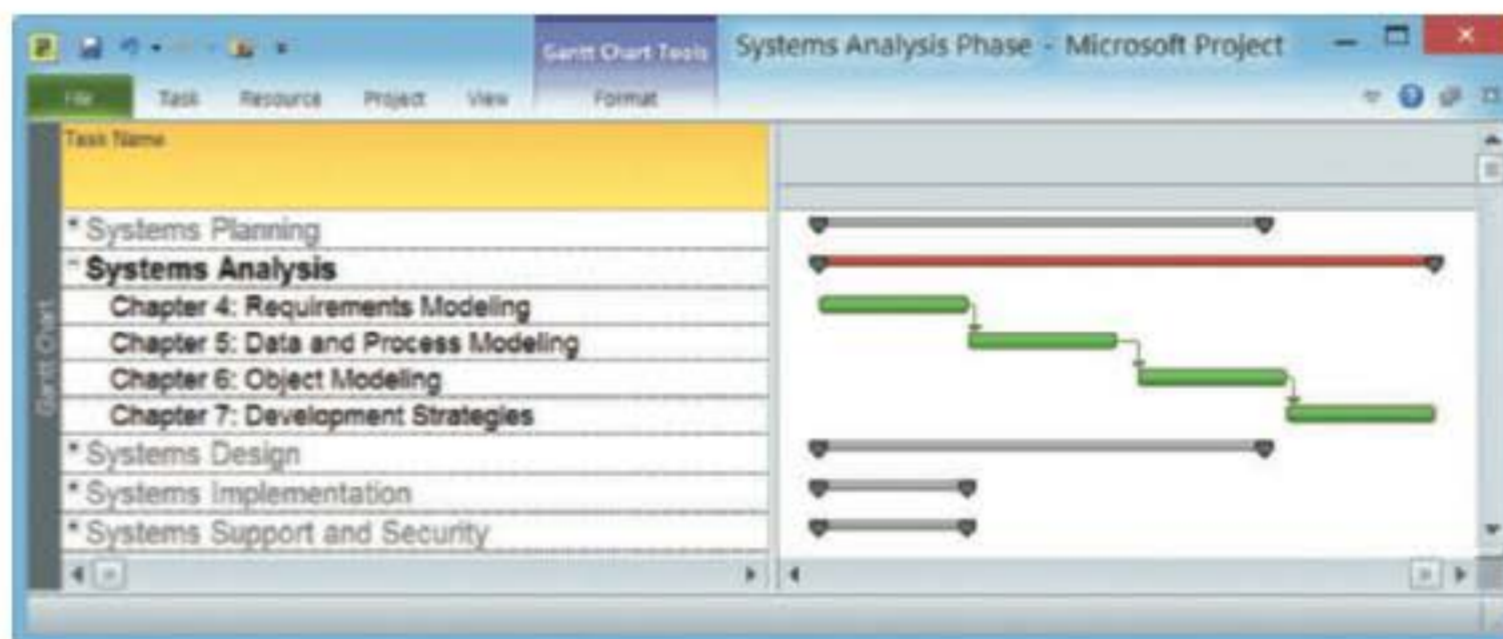 Gantt Chart Tools
Systems Analysis Phase - Microsoft Project
File Task Resource Project View Format
Task Name
Gantt Chart
Systems Planning
Systems Analysis
Chapter 4: Requirements Modeling
Chapter 5: Data and Process Modeling
Chapter 6: Object Modeling
Chapter 7: Development Strategies
Systems Design
Systems Implementation
Systems Support and Security